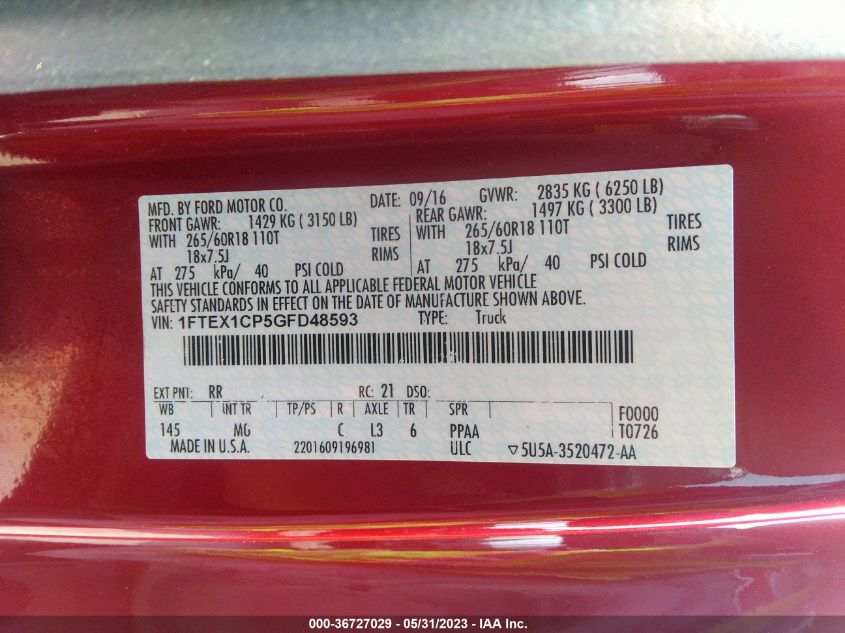 MFD. BY FORD MOTOR CO. DATE: 09/16 GVWR: 2835 KG ( 6250 LB)
FRONT GAWR: 1429 KG ( 3150 LB) REAR GAWR: 1497 KG ( 3300 LB)
WITH 265/60R18 110T TIRES WITH 265/60R18 110T TIRES
18x7.5J RIMS 18x7.5J RIMS
AT 275 kPa/ 40 PSI COLD AT 275 kPa/ 40 PSI COLD
THIS VEHICLE CONFORMS TO ALL APPLICABLE FEDERAL MOTOR VEHICLE
SAFETY STANDARDS IN EFFECT ON THE DATE OF MANUFACTURE SHOWN ABOVE.
VIN: 1FTEX1CP5GFD48593 TYPE: Truck
EXT PNT: RR RC: 21 DSO:
WB INT TR TP/PS R AXLE TR SPR F0000
145 MG C L3 6 PPAA T0726
MADE IN U.S.A. 2201609196981 ULC ▽5U5A-3520472-AA
000-36727029 - 05/31/2023 - IAA Inc.